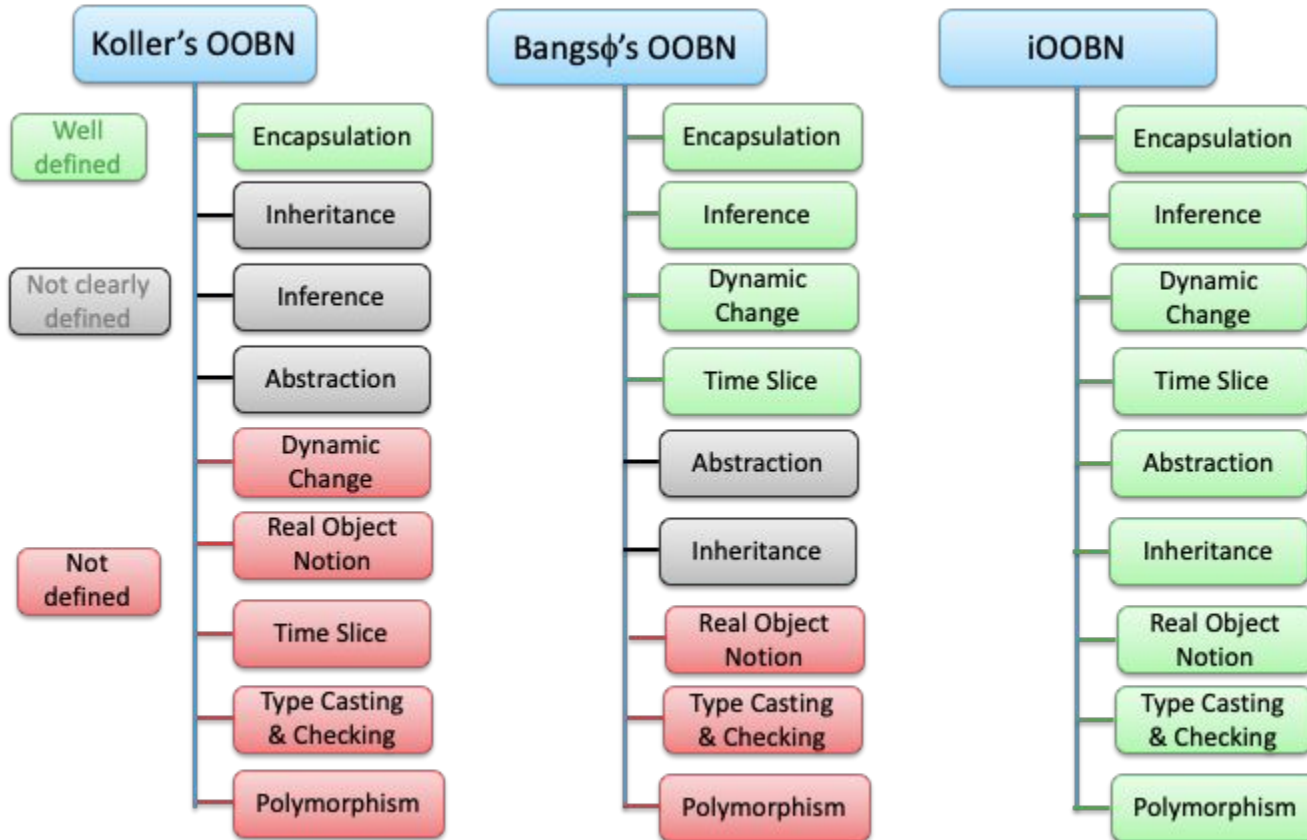 Koller's OOBN
Bangsϕ's OOBN
iOOBN
Well
defined
Not clearly
defined
Not
defined
Encapsulation
Inheritance
Inference
Abstraction
Dynamic
Change
Real Object
Notion
Time Slice
Type Casting
& Checking
Polymorphism
Encapsulation
Inference
Dynamic
Change
Time Slice
Abstraction
Inheritance
Real Object
Notion
Type Casting
& Checking
Polymorphism
Encapsulation
Inference
Dynamic
Change
Time Slice
Abstraction
Inheritance
Real Object
Notion
Type Casting
& Checking
Polymorphism